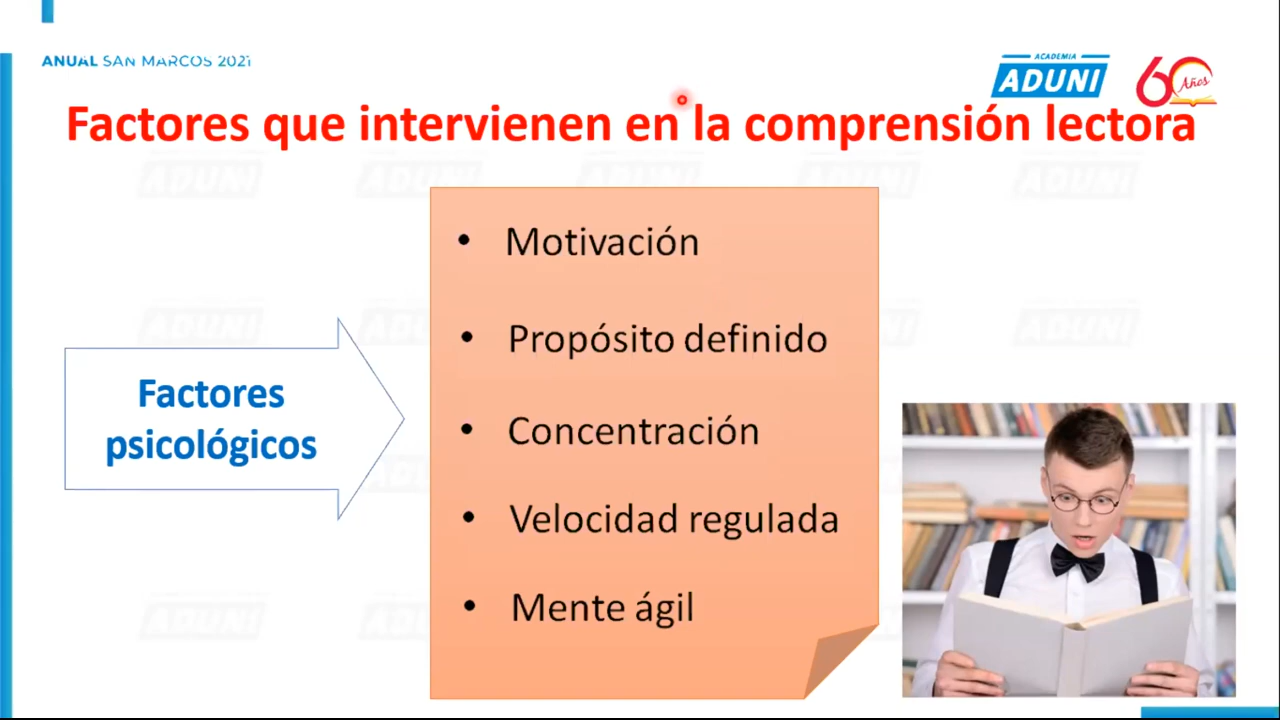 ANUAL SAN MARCOS 2021
ACADEMIA
ADUNI
60 Años
Factores que intervienen en la comprensión lectora
Factores
psicológicos
• Motivación
• Propósito definido
• Concentración
• Velocidad regulada
• Mente ágil